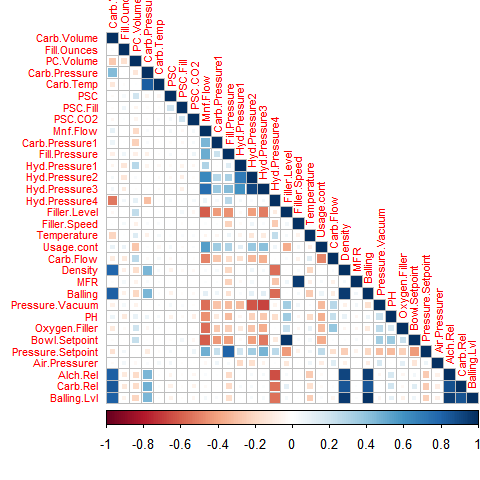 Carb.Volume
Fill.Ounces
PC.Volume
Carb.Pressure
Carb.Temp
PSC
PSC.Fill
PSC.CO2
Mnf.Flow
Carb.Pressure1
Fill.Pressure
Hyd.Pressure1
Hyd.Pressure2
Hyd.Pressure3
Hyd.Pressure4
Filler.Level
Filler.Speed
Temperature
Usage.cont
Carb.Flow
Density
MFR
Balling
Pressure.Vacuum
PH
Oxygen.Filler
Bowl.Setpoint
Pressure.Setpoint
Air.Pressurer
Alch.Rel
Carb.Rel
Balling.Lvl
Carb.
Fill.Oun
PC.Volume
Carb.Pressure
Carb.Temp
PSC
PSC.Fill
PSC.CO2
Mnf.Flow
Carb.Pressure1
Fill.Pressure
Hyd.Pressure1
Hyd.Pressure2
Hyd.Pressure3
Hyd.Pressure4
Filler.Level
Filler.Speed
Temperature
Usage.cont
Carb.Flow
Density
MFR
Balling
Pressure.Vacuum
PH
Oxygen.Filler
Bowl.Setpoint
Pressure.Setpoint
Air.Pressurer
Alch.Rel
Carb.Rel
Balling.Lvl
-1 -0.8 -0.6 -0.4 -0.2 0 0.2 0.4 0.6 0.8 1